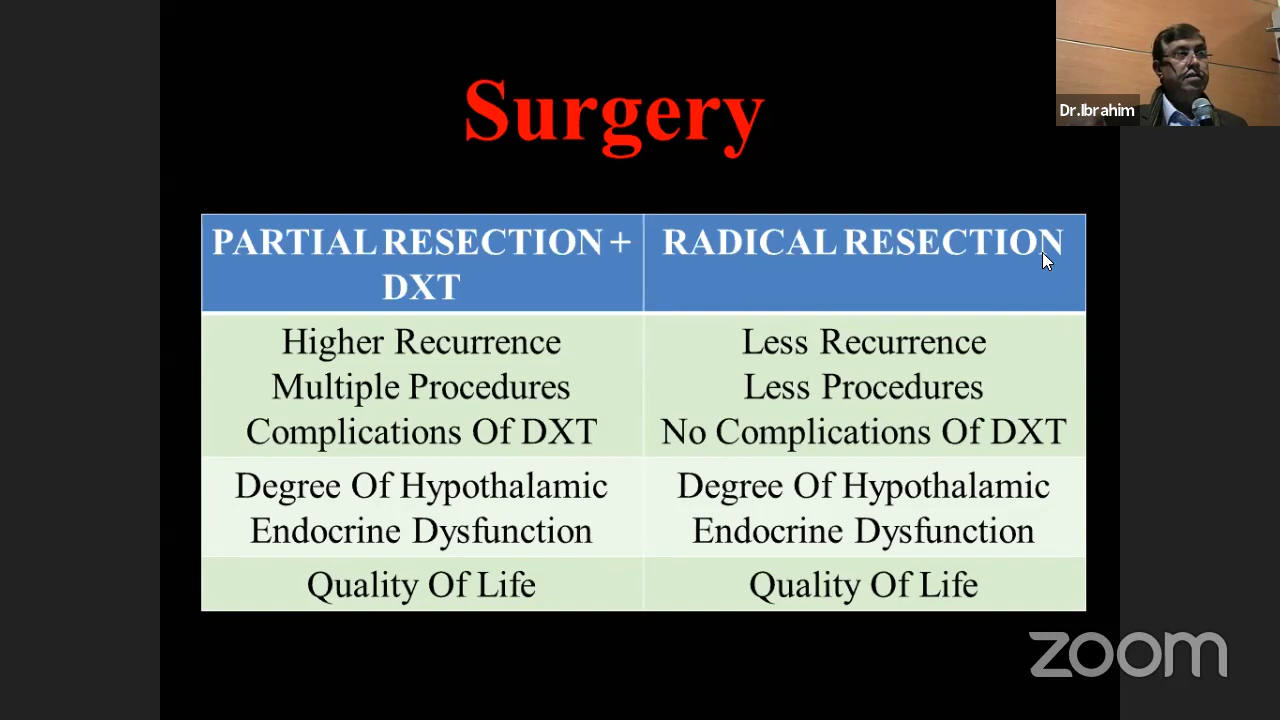 Surgery
Dr.Ibrahim
PARTIAL RESECTION +
DXT
RADICAL RESECTION
Higher Recurrence
Multiple Procedures
Complications Of DXT
Less Recurrence
Less Procedures
No Complications Of DXT
Degree Of Hypothalamic
Endocrine Dysfunction
Degree Of Hypothalamic
Endocrine Dysfunction
Quality Of Life
Quality Of Life
zoom